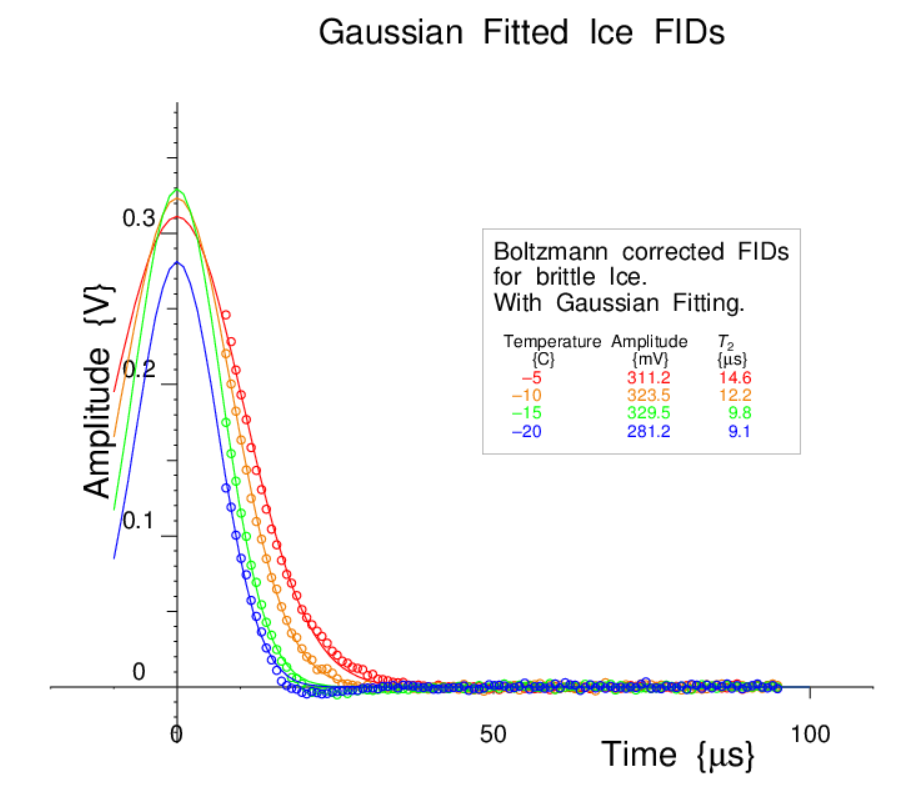 Gaussian Fitted Ice FIDs
Amplitude {V}
0.3
0.2
0.1
0
Boltzmann corrected FIDs
for brittle Ice.
With Gaussian Fitting.
Temperature Amplitude T2
{C} {mV} {μs}
−5 311.2 14.6
−10 323.5 12.2
−15 329.5 9.8
−20 281.2 9.1
0 50 100
Time {μs}